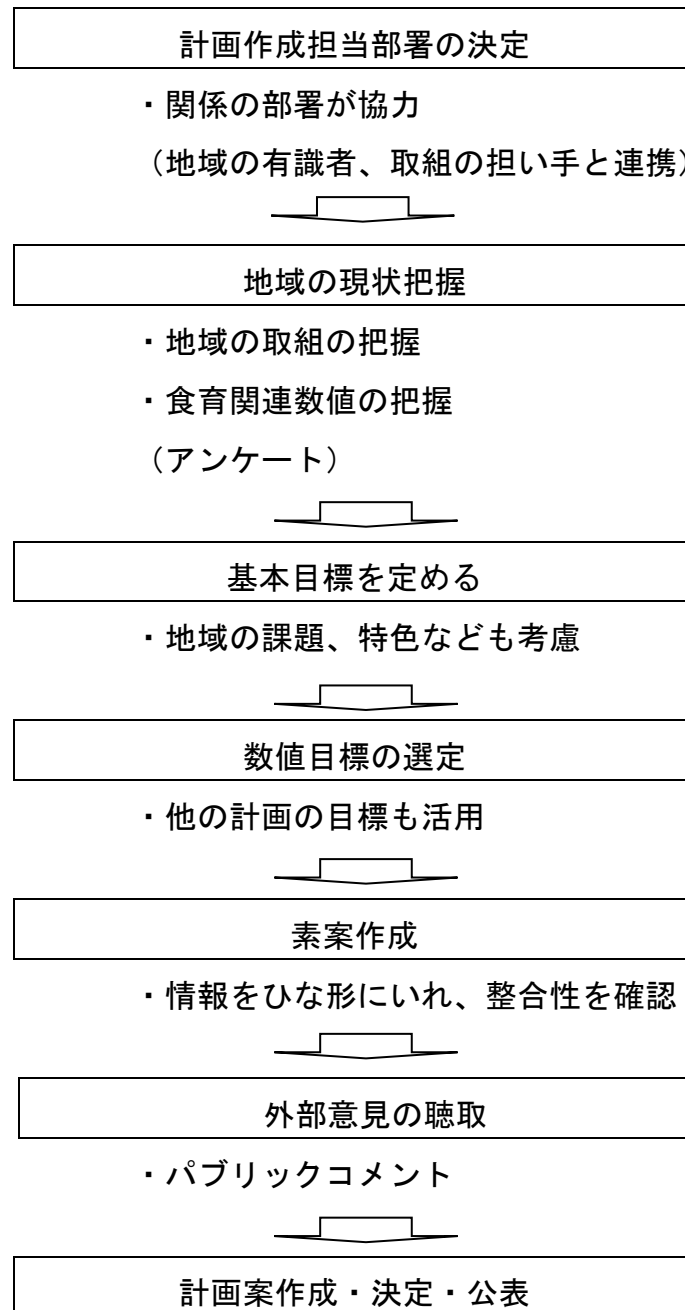 計画作成担当部署の決定
・関係の部署が協力
（地域の有識者、取組の担い手と連携）
地域の現状把握
・地域の取組の把握
・食育関連数値の把握
（アンケート）
基本目標を定める
・地域の課題、特色なども考慮
数値目標の選定
・他の計画の目標も活用
素案作成
・情報をひな形にいれ、整合性を確認
外部意見の聴取
・パブリックコメント
計画案作成・決定・公表